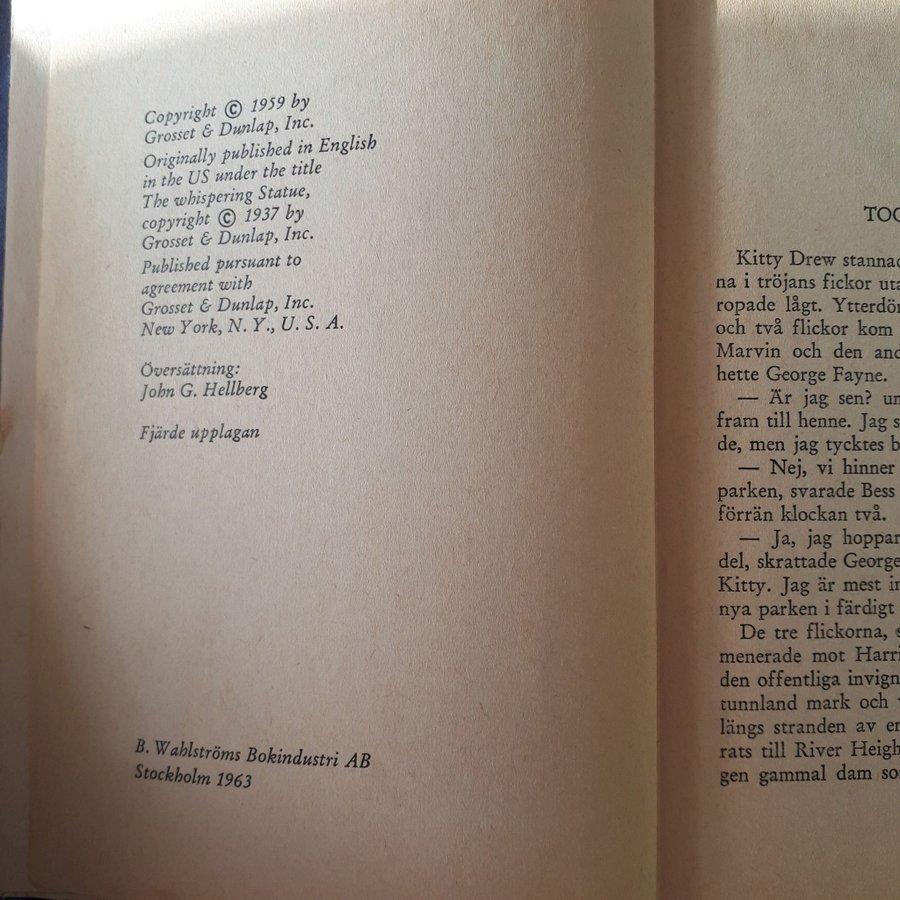 Copyright © 1959 by
Grosset & Dunlap, Inc.
Originally published in English
in the US under the title
The whispering Statue,
copyright © 1937 by
Grosset & Dunlap, Inc.
Published pursuant to
agreement with
Grosset & Dunlap, Inc.
New York, N. Y., U. S. A.
Översättning:
John G. Hellberg
Fjärde upplagan
B. Wahlströms Bokindustri AB
Stockholm 1963
Kitty Drew
na i tröjans fickor
ropade lågt.
och två flickor kom
Marvin och den
hette George Fayne.
— Är jag sen?
fram till henne. Jag
de, men jag tycktes
— Nej, vi hinner
parken, svarade Bess
förrän klockan två.
— Ja, jag
del, skrattade George
Kitty. Jag är mest
nya parken i färdigt
De tre flickorna,
menerade mot
den offentliga
tunnland mark och
längs stranden av
rats till River
gen gammal dam